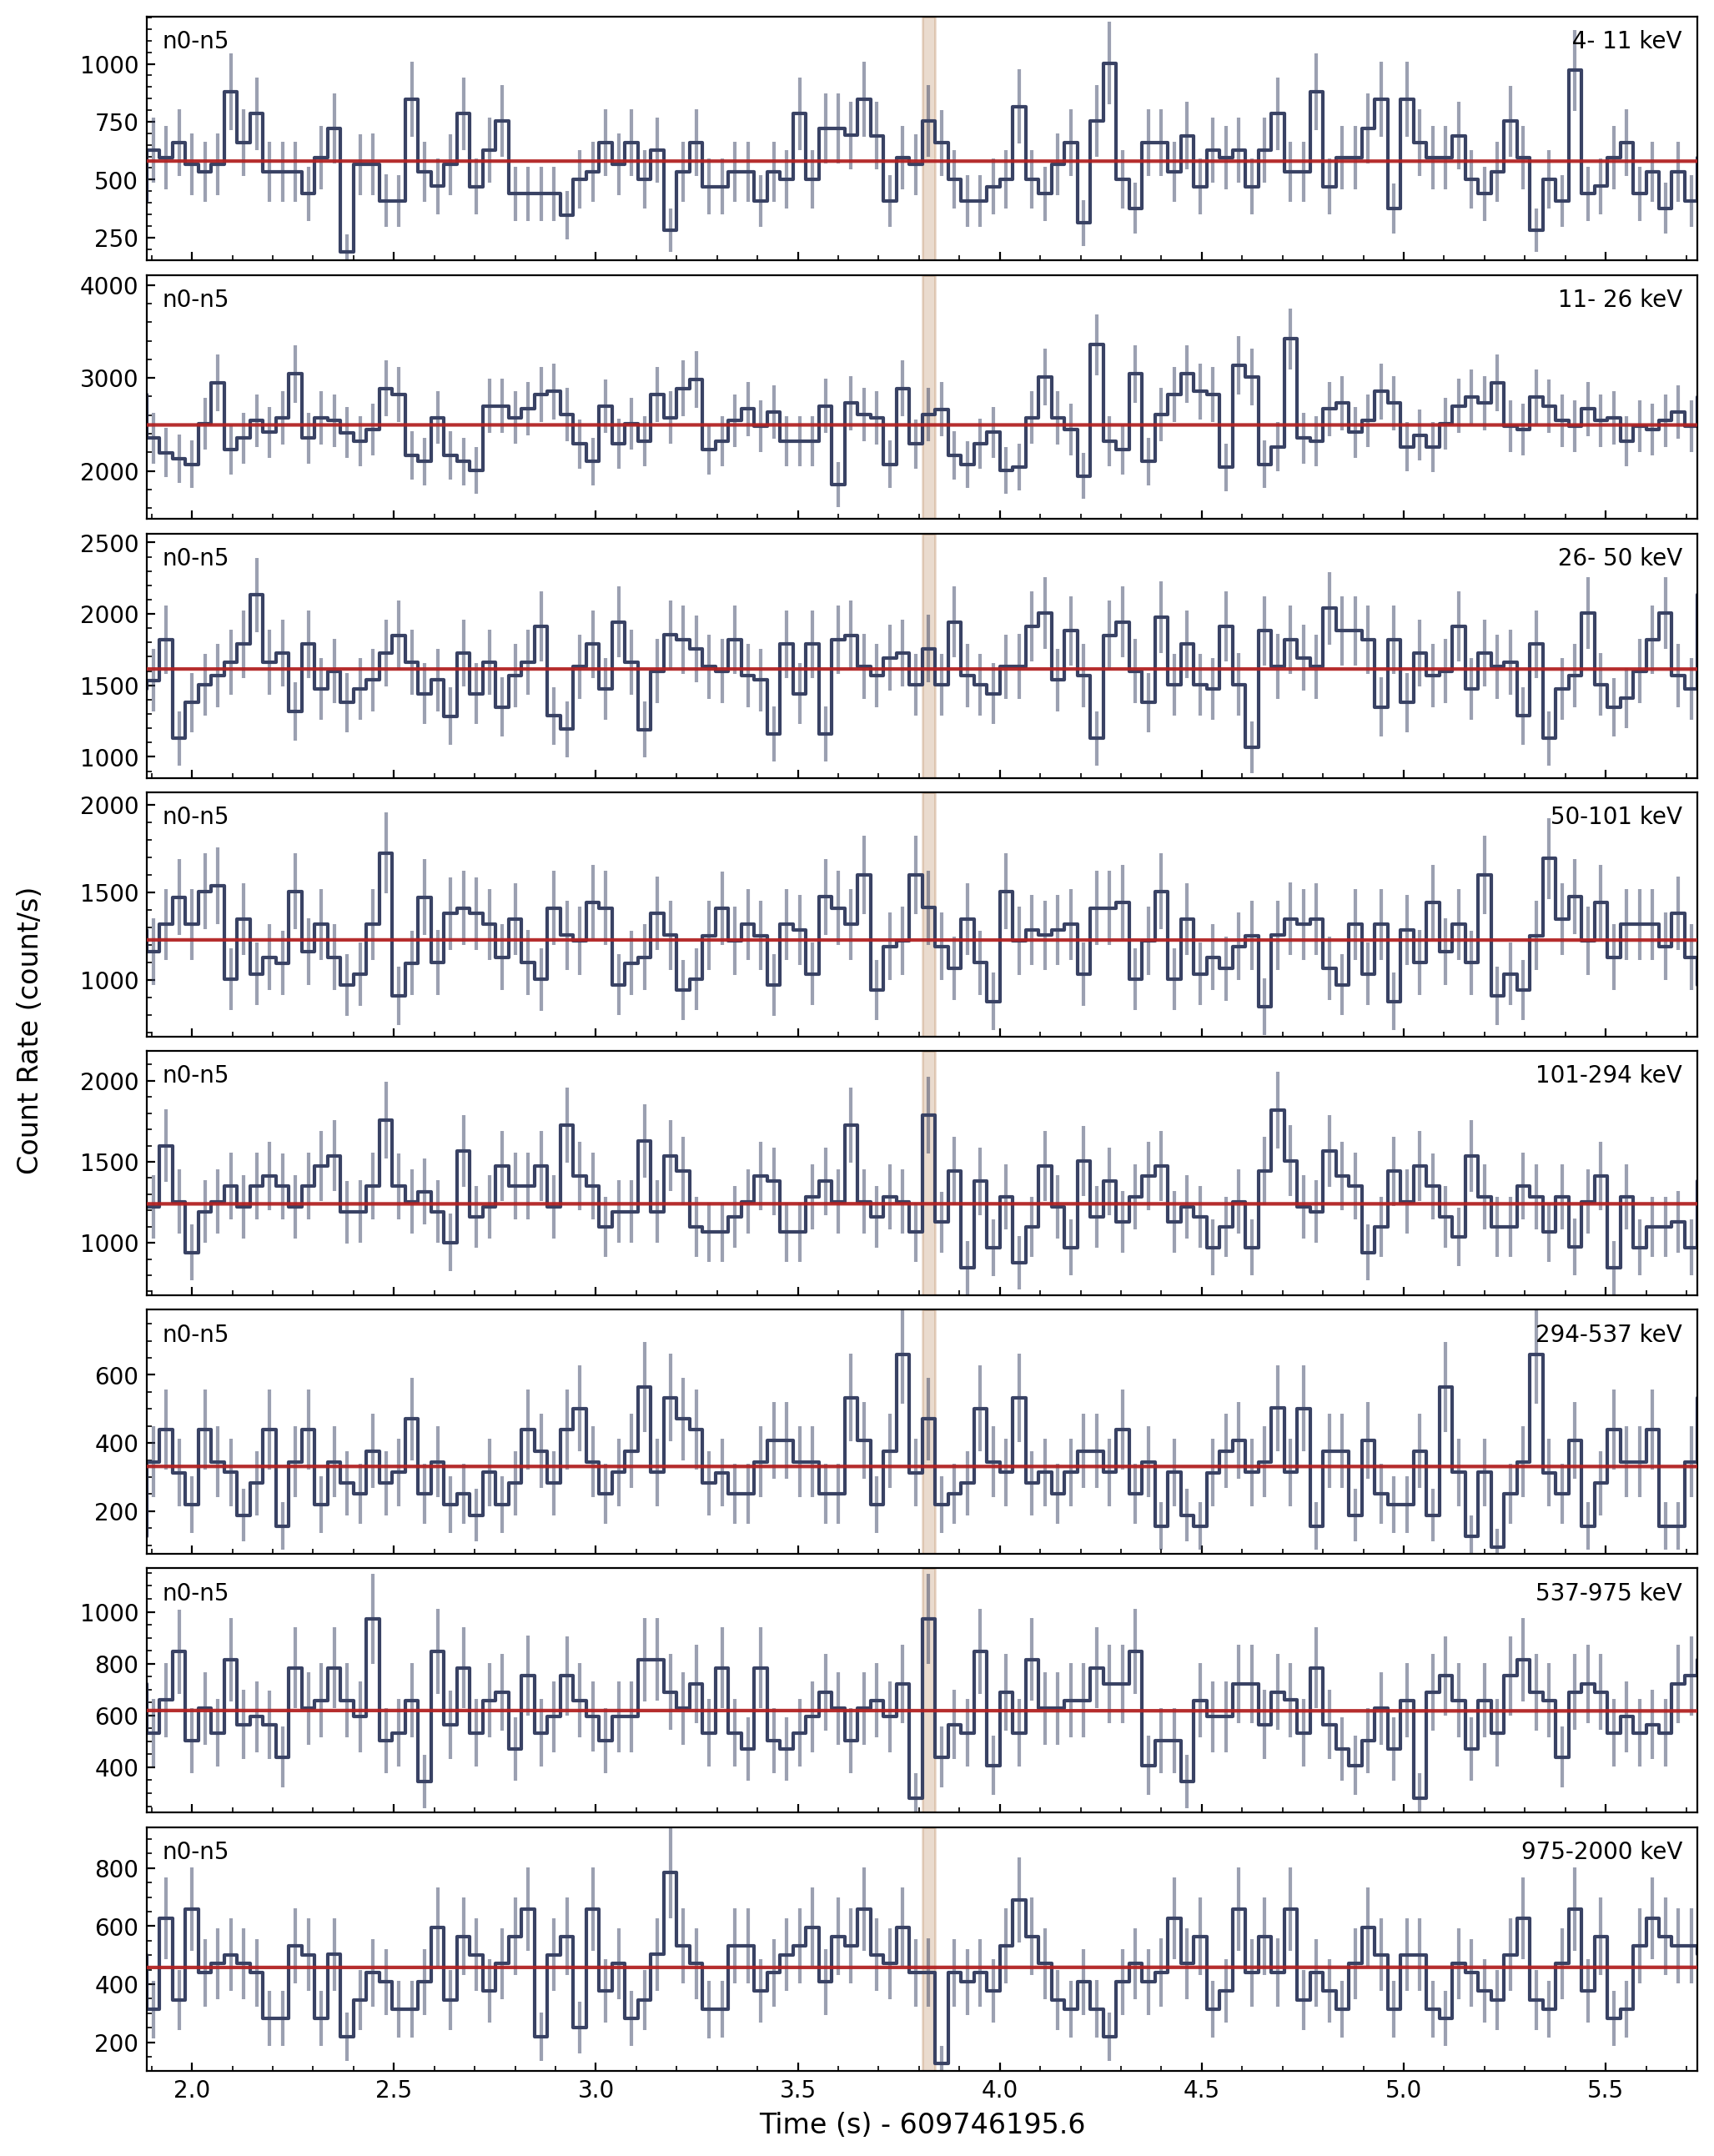 n0-n5 4- 11 keV
1000
750
500
250
n0-n5 11- 26 keV
4000
3000
2000
n0-n5 26- 50 keV
2500
2000
1500
1000
n0-n5 50-101 keV
2000
1500
1000
n0-n5 101-294 keV
2000
1500
1000
n0-n5 294-537 keV
600
400
200
n0-n5 537-975 keV
1000
800
600
400
n0-n5 975-2000 keV
800
600
400
200
2.0 2.5 3.0 3.5 4.0 4.5 5.0 5.5
Time (s) - 609746195.6
Count Rate (count/s)